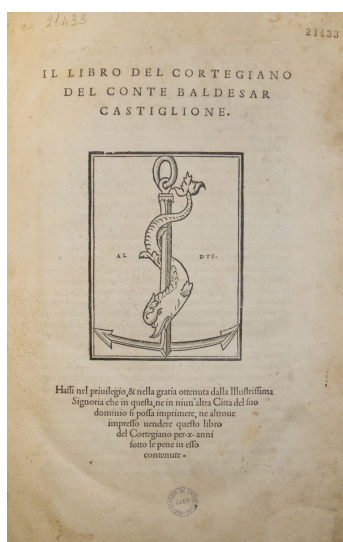 21433
21433
IL LIBRO DEL CORTEGIANO
DEL CONTE BALDESAR
CASTIGLIONE.
AL DVS.
Hassi nel priuilegio, & nella gratia ottenuta dalla Illustrissima
Signoria che in questa, ne in niun' altra Citta del suo
dominio si possa imprimere, ne altroue
impresso uendere questo libro
del Cortegiano per ·x· anni
sotto le pene in esso
contenute.